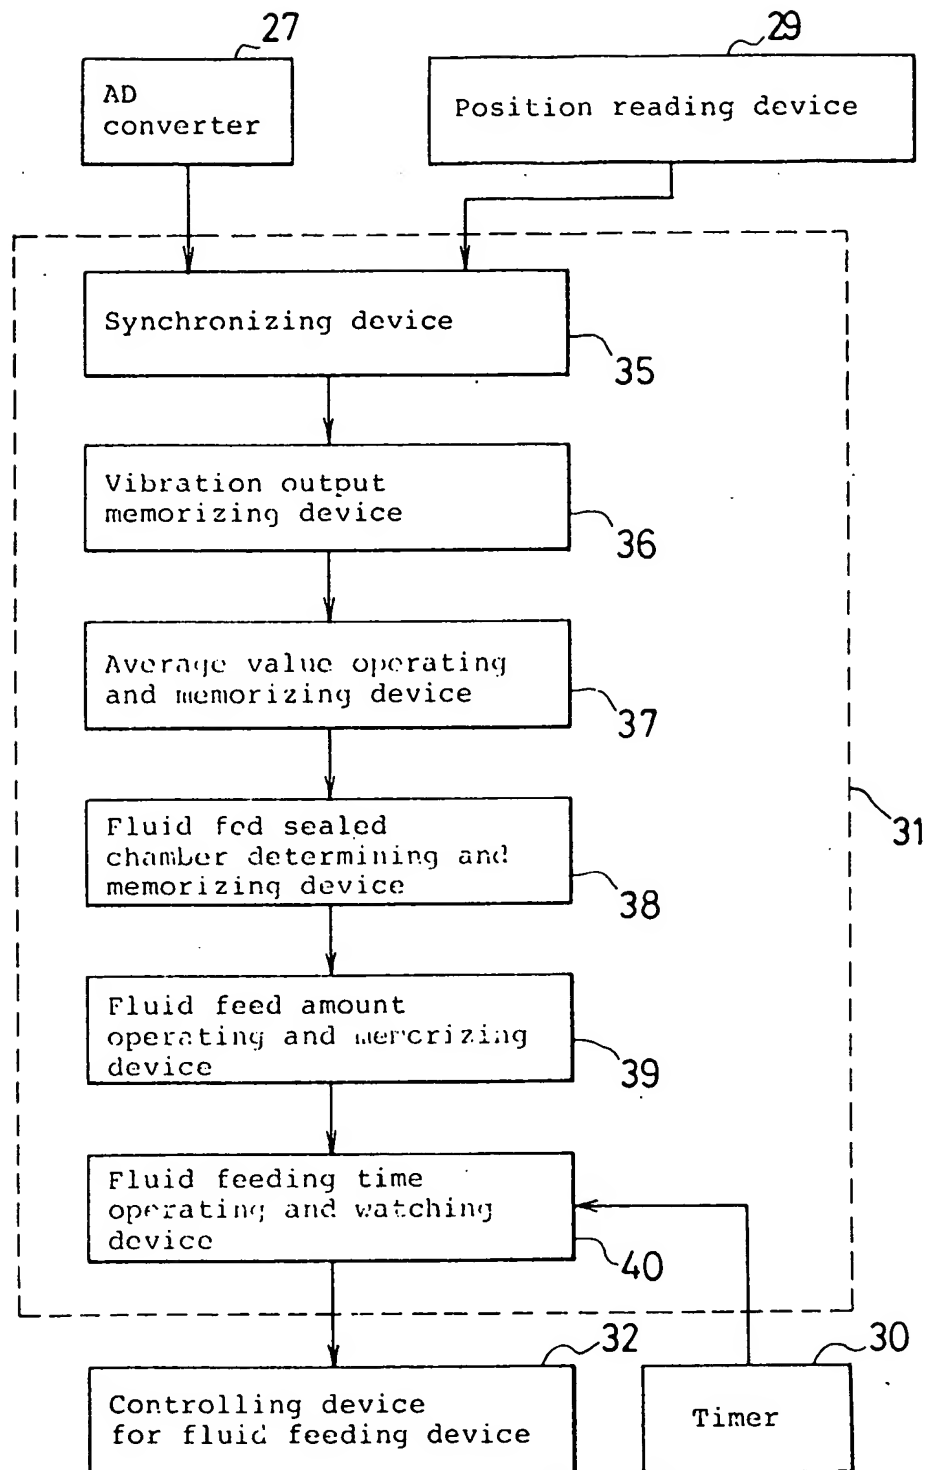 27
29
AD
converter
Position reading device
Synchronizing device
35
Vibration output
memorizing device
36
Average value operating
and memorizing device
37
Fluid fed sealed
chamber determining and
memorizing device
38
31
Fluid feed amount
operating and memorizing
device
39
Fluid feeding time
operating and watching
device
40
32
30
Controlling device
for fluid feeding device
Timer